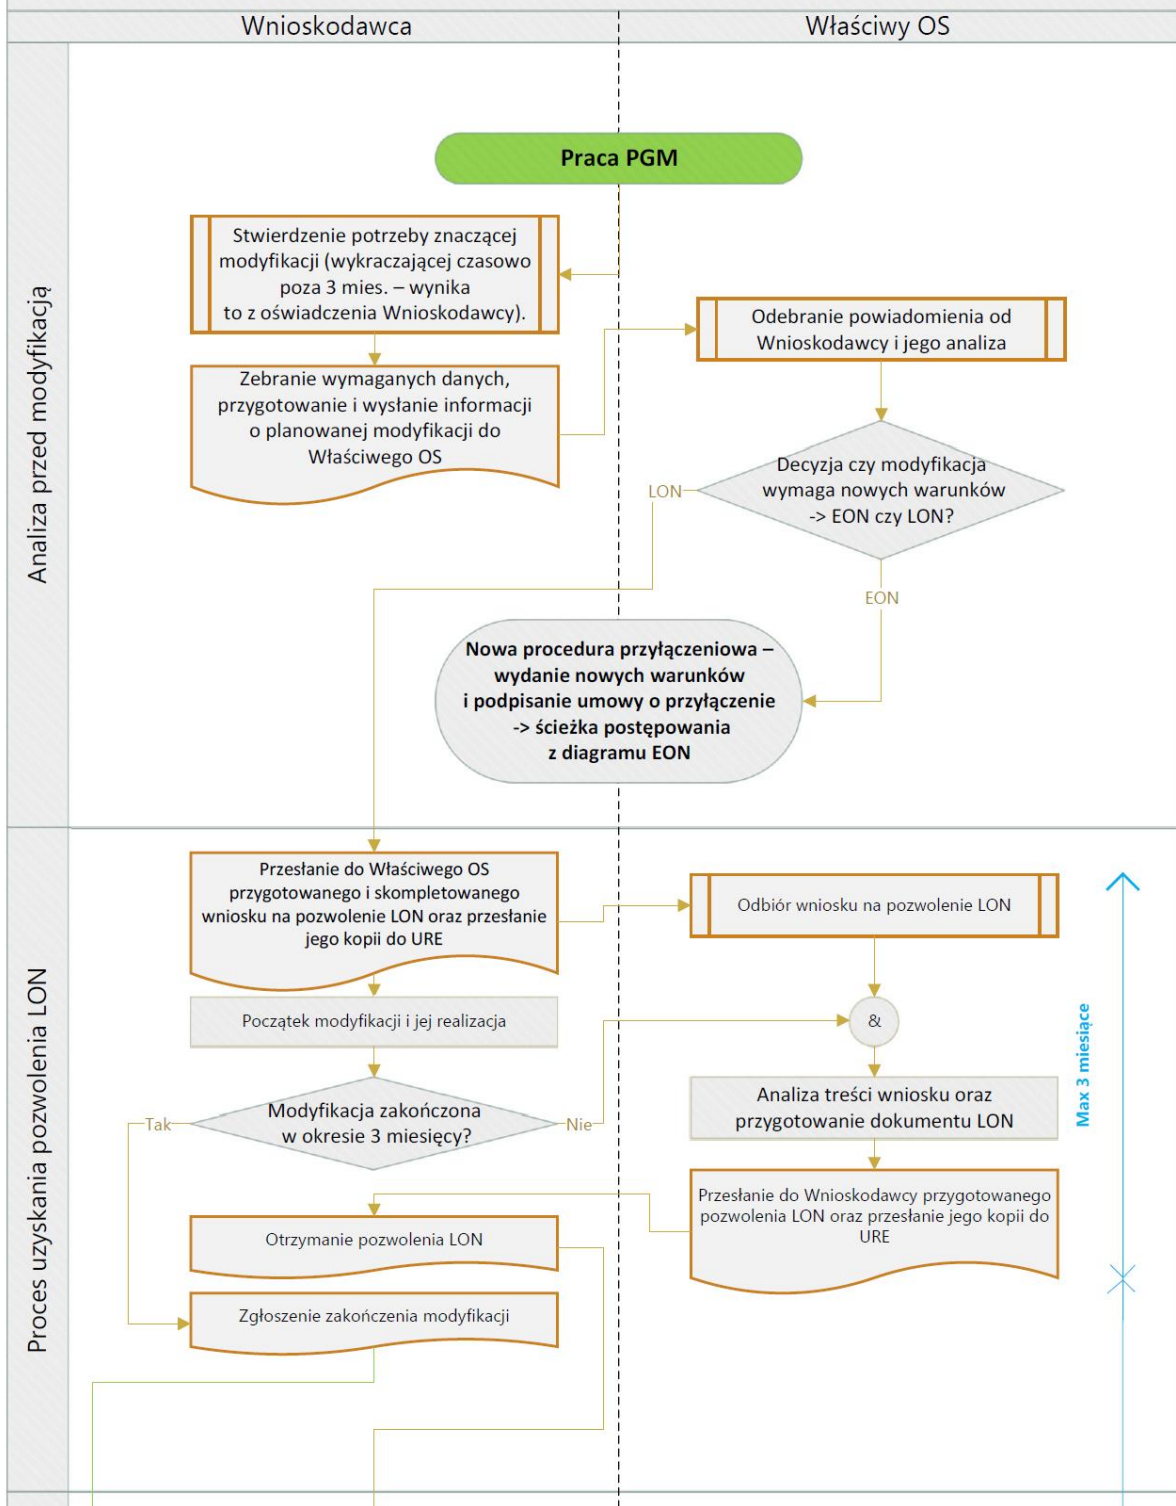 Wnioskodawca
Właściwy OS
Analiza przed modyfikacją
Praca PGM
Stwierdzenie potrzeby znaczącej
modyfikacji (wykraczającej czasowo
poza 3 mies. – wynika
to z oświadczenia Wnioskodawcy).
Odebranie powiadomienia od
Wnioskodawcy i jego analiza
Zebranie wymaganych danych,
przygotowanie i wysłanie informacji
o planowanej modyfikacji do
Właściwego OS
Decyzja czy modyfikacja
wymaga nowych warunków
-> EON czy LON?
LON
EON
Nowa procedura przyłączeniowa –
wydanie nowych warunków
i podpisanie umowy o przyłączenie
-> ścieżka postępowania
z diagramu EON
Proces uzyskania pozwolenia LON
Przesłanie do Właściwego OS
przygotowanego i skompletowanego
wniosku na pozwolenie LON oraz przesłanie
jego kopii do URE
Odbiór wniosku na pozwolenie LON
Początek modyfikacji i jej realizacja
&
Max 3 miesiące
Modyfikacja zakończona
w okresie 3 miesięcy?
Tak
Nie
Analiza treści wniosku oraz
przygotowanie dokumentu LON
Przesłanie do Wnioskodawcy przygotowanego
pozwolenia LON oraz przesłanie jego kopii do
URE
Otrzymanie pozwolenia LON
Zgłoszenie zakończenia modyfikacji